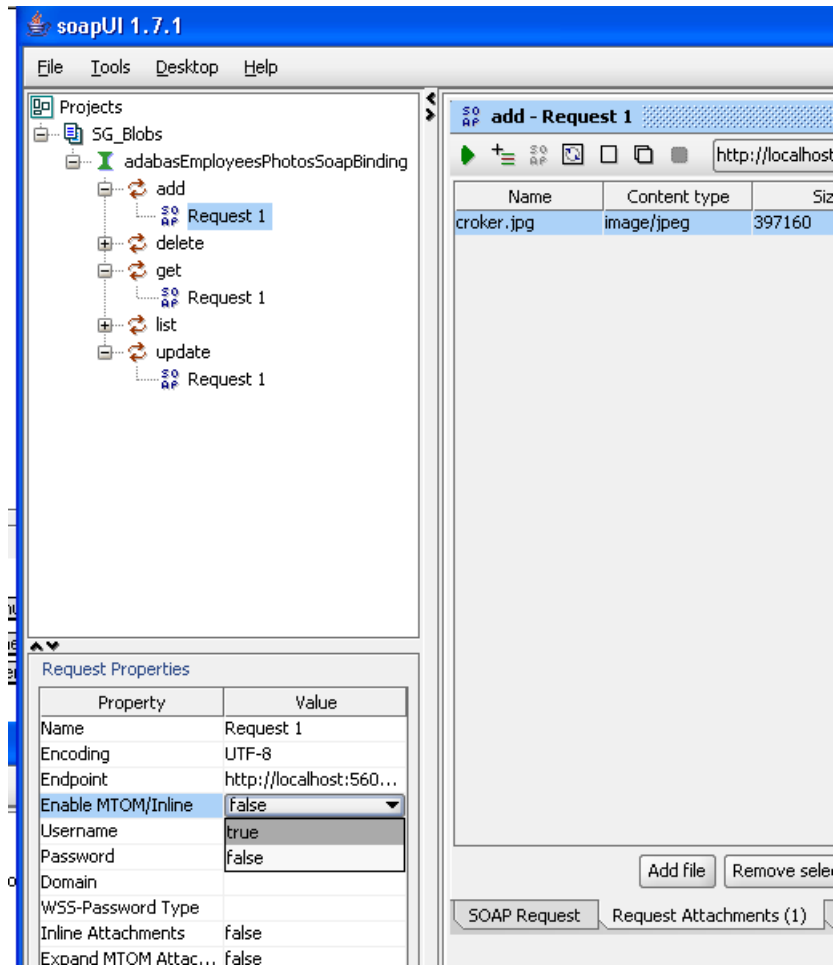 soapUI 1.7.1
File Tools Desktop Help
Projects
SG_Blobs
adabasEmployeesPhotosSoapBinding
add
Request 1
delete
get
Request 1
list
update
Request 1
Request Properties
Property Value
Name Request 1
Encoding UTF-8
Endpoint http://localhost:560...
Enable MTOM/Inline false
Username true
Password false
Domain
WSS-Password Type
Inline Attachments false
Expand MTOM Attac... false
add - Request 1
http://localhost
Name Content type Siz
croker.jpg image/jpeg 397160
Add file Remove selec
SOAP Request Request Attachments (1)